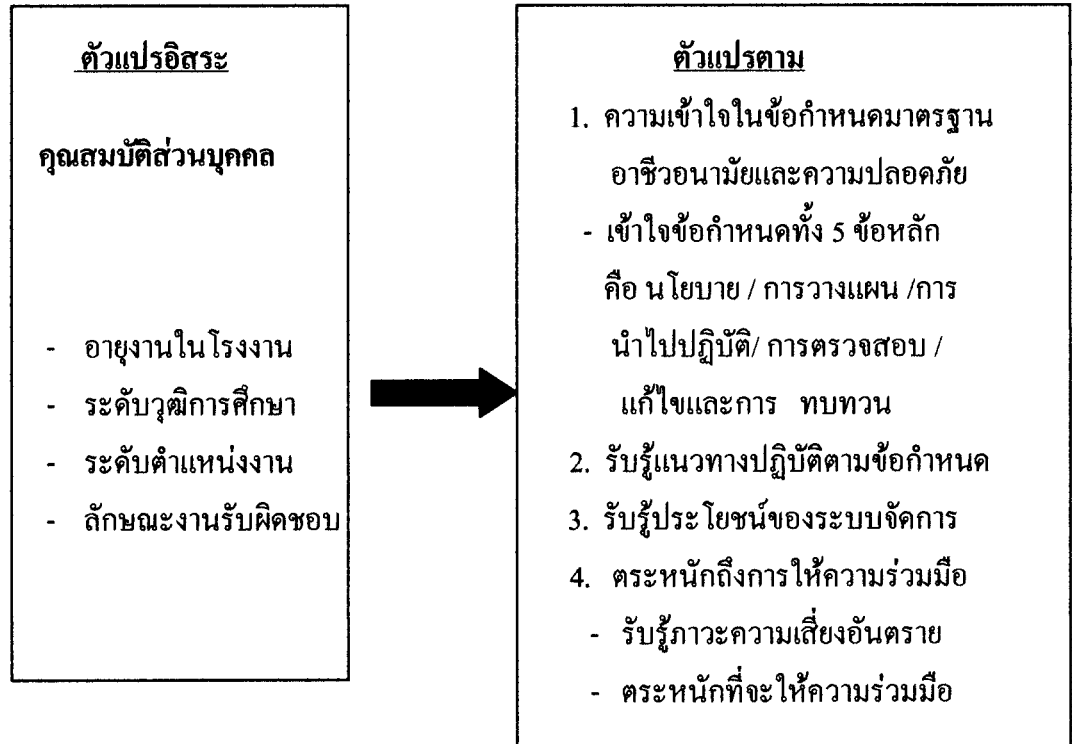 ตัวแปรอิสระ
คุณสมบัติส่วนบุคคล
- อายุงานในโรงงาน
- ระดับวุฒิการศึกษา
- ระดับตำแหน่งงาน
- ลักษณะงานรับผิดชอบ
ตัวแปรตาม
1. ความเข้าใจในข้อกำหนดมาตรฐาน
อาชีวอนามัยและความปลอดภัย
- เข้าใจข้อกำหนดทั้ง 5 ข้อหลัก
คือ นโยบาย / การวางแผน /การ
นำไปปฏิบัติ/ การตรวจสอบ /
แก้ไขและการ ทบทวน
2. รับรู้แนวทางปฏิบัติตามข้อกำหนด
3. รับรู้ประโยชน์ของระบบจัดการ
4. ตระหนักถึงการให้ความร่วมมือ
- รับรู้ภาวะความเสี่ยงอันตราย
- ตระหนักที่จะให้ความร่วมมือ